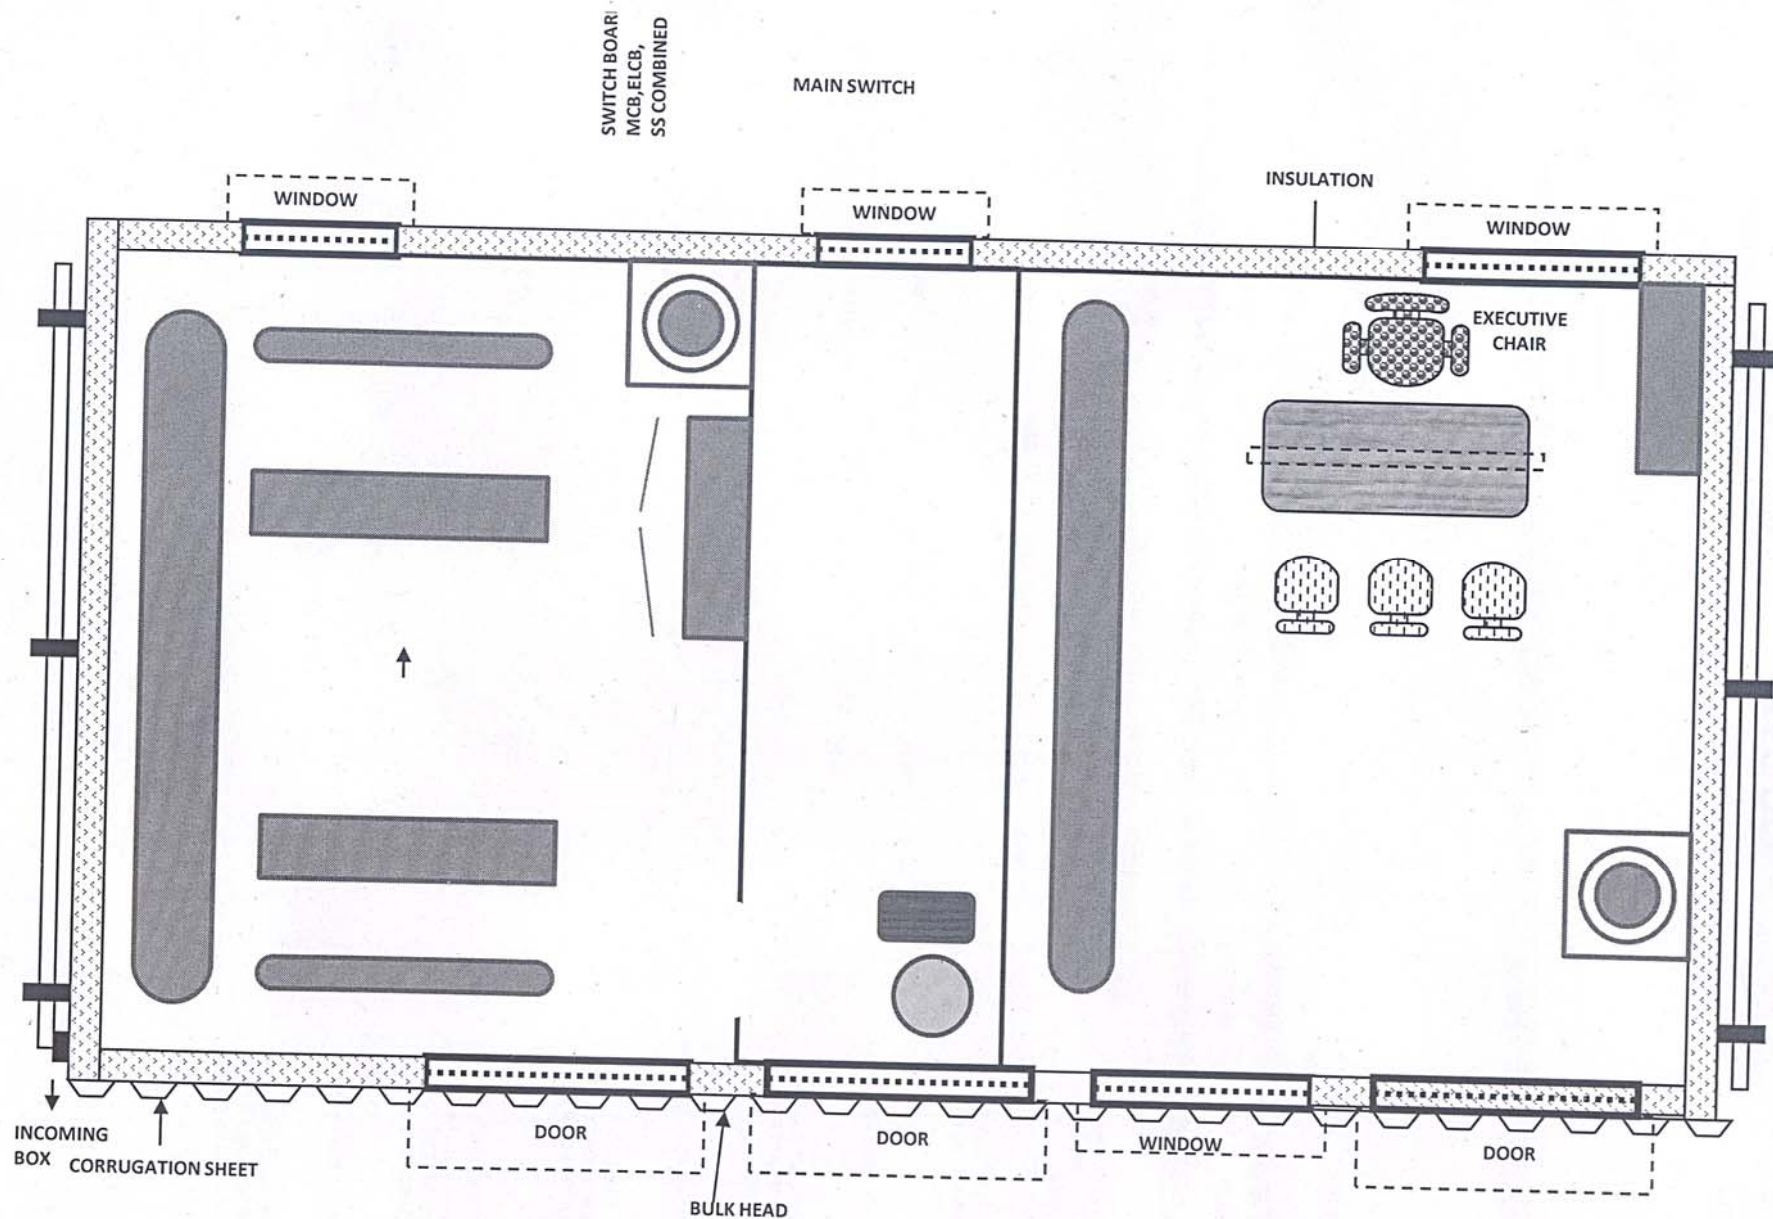 SWITCH BOAR
MCB,ELCB,
SS COMBINED
MAIN SWITCH
INSULATION
WINDOW
WINDOW
WINDOW
EXECUTIVE
CHAIR
INCOMING
BOX
CORRUGATION SHEET
DOOR
DOOR
WINDOW
DOOR
BULK HEAD